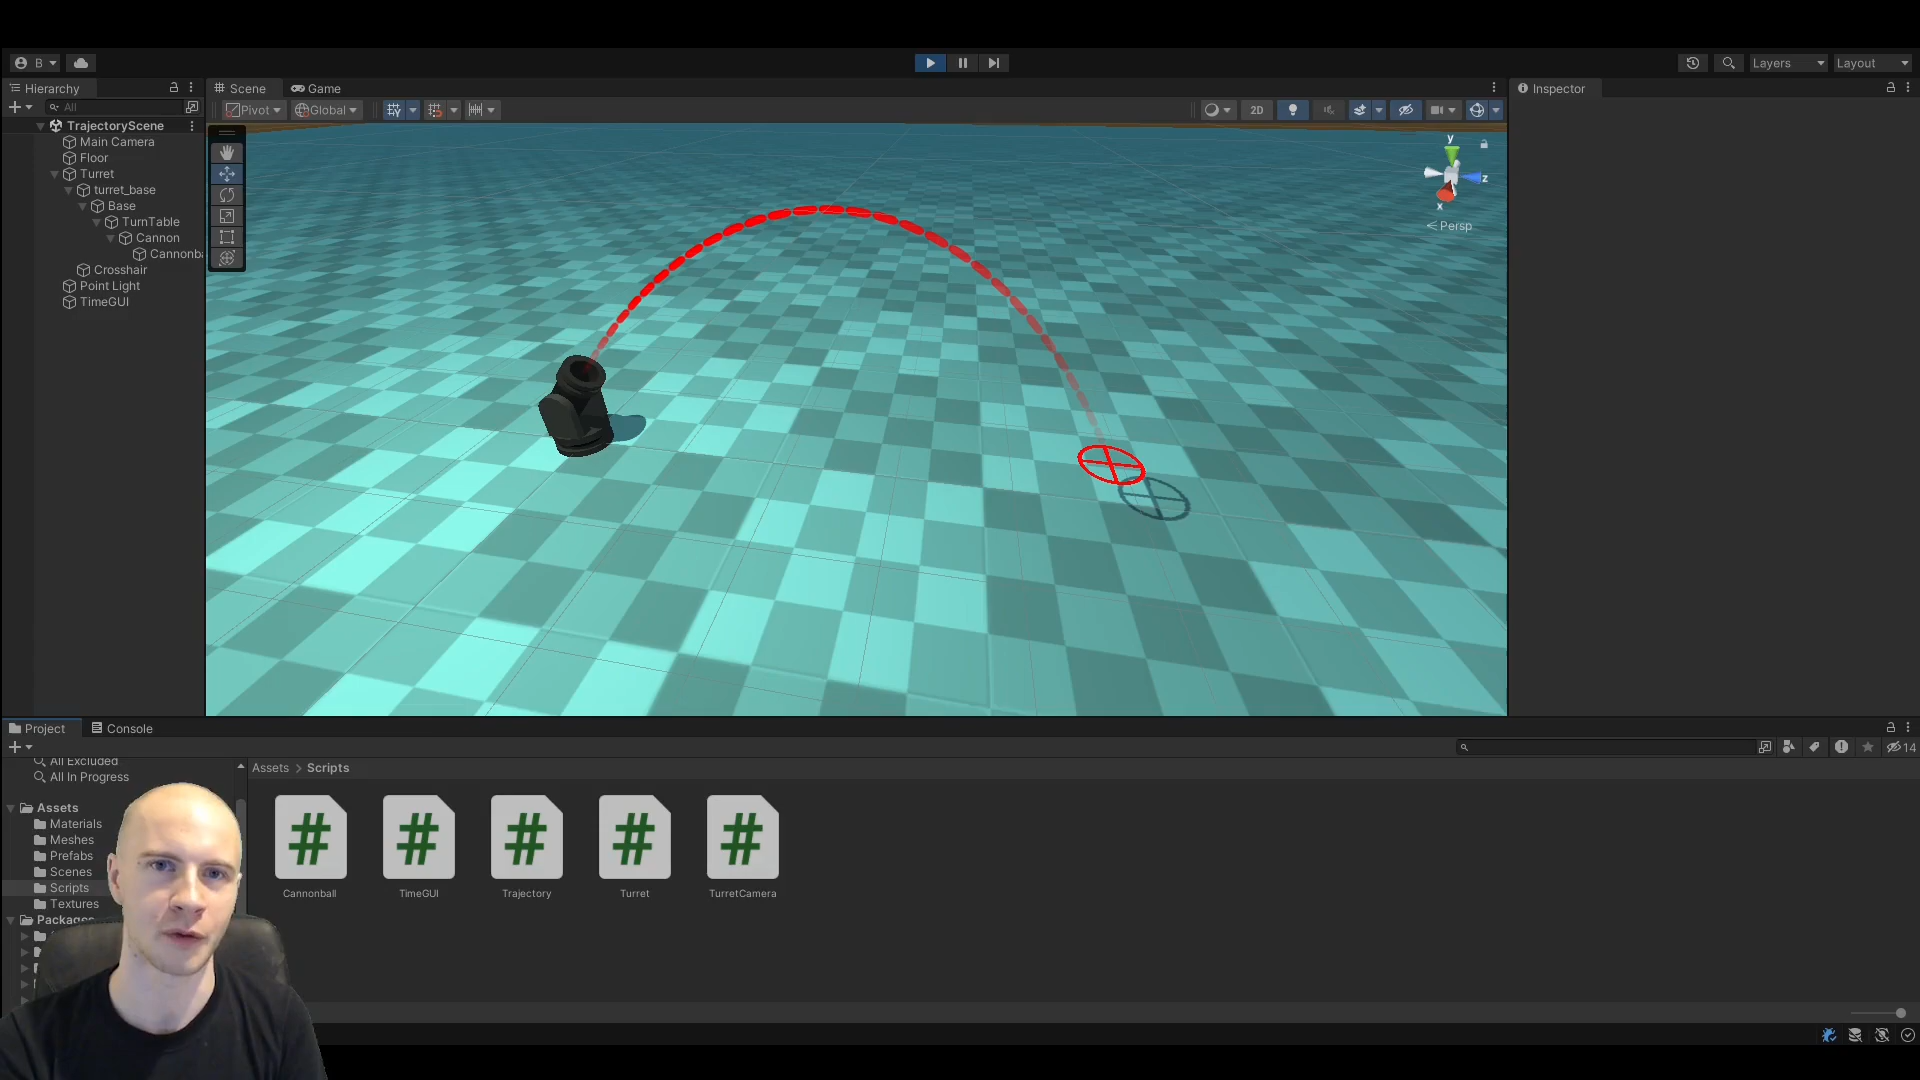 B
Layers
Layout
Hierarchy
All
TrajectoryScene
Main Camera
Floor
Turret
turret_base
Base
TurnTable
Cannon
Cannonb
Crosshair
Point Light
TimeGUI
Scene
Game
Pivot
Global
2D
y
z
x
< Persp
Inspector
Project
Console
14
All Excluded
All In Progress
Assets
Materials
Meshes
Prefabs
Scenes
Scripts
Textures
Packages
Assets > Scripts
Cannonball
TimeGUI
Trajectory
Turret
TurretCamera